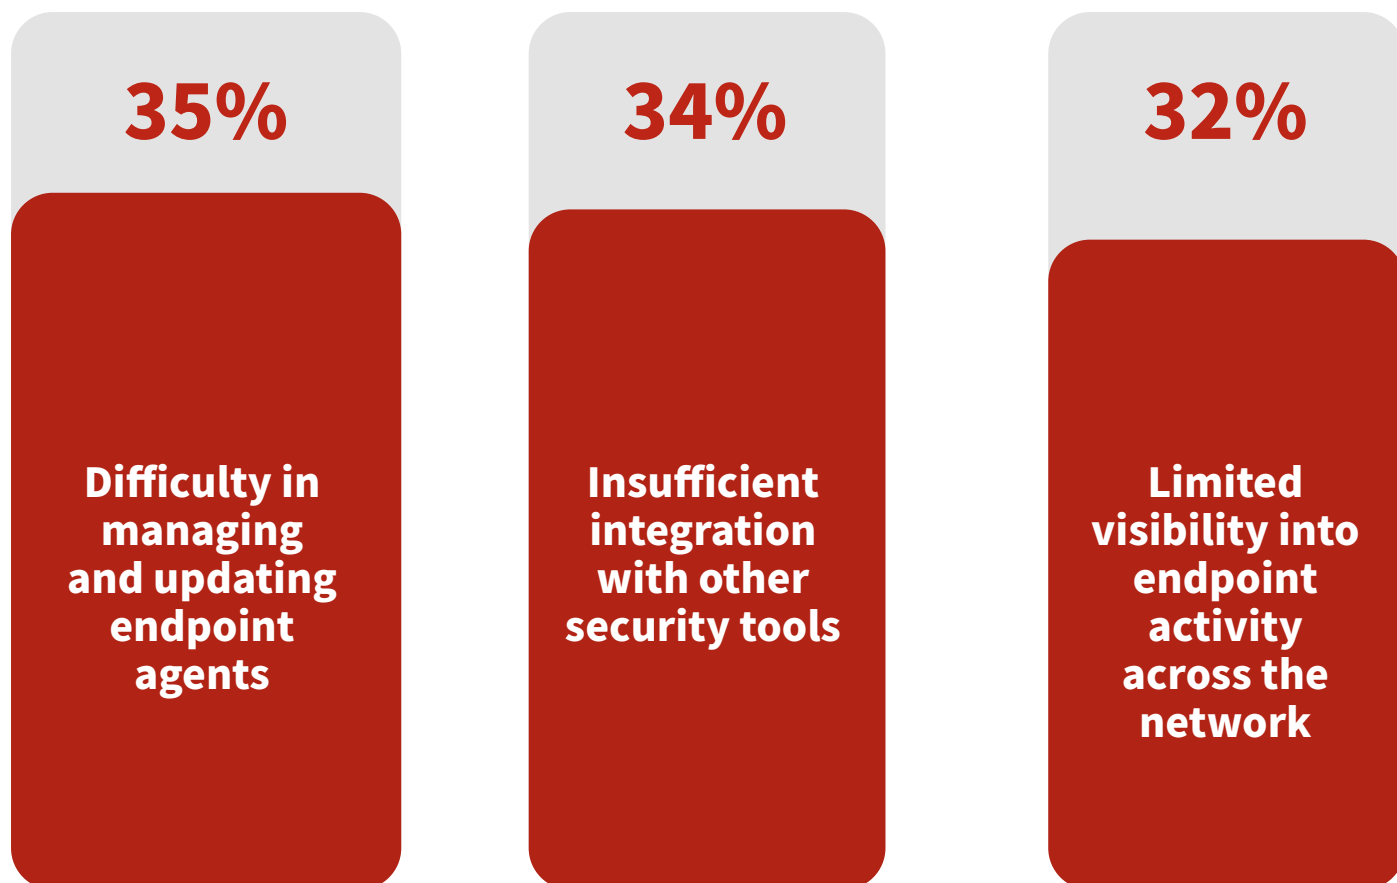 35%
Difficulty in
managing
and updating
endpoint
agents
34%
Insufficient
integration
with other
security tools
32%
Limited
visibility into
endpoint
activity
across the
network